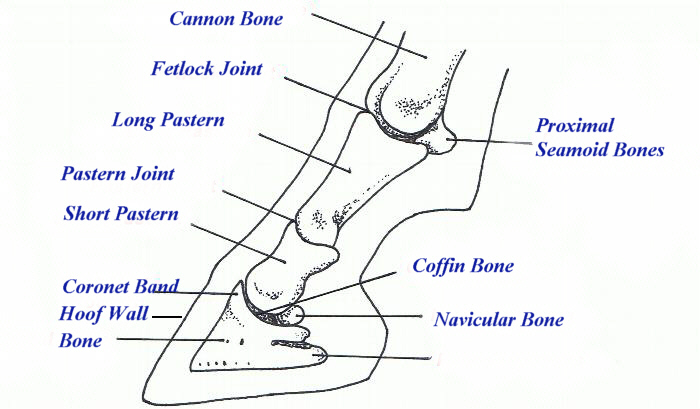 Cannon Bone
Fetlock Joint
Long Pastern
Proximal
Seamoid Bones
Pastern Joint
Short Pastern
Coffin Bone
Coronet Band
Hoof Wall
Navicular Bone
Bone